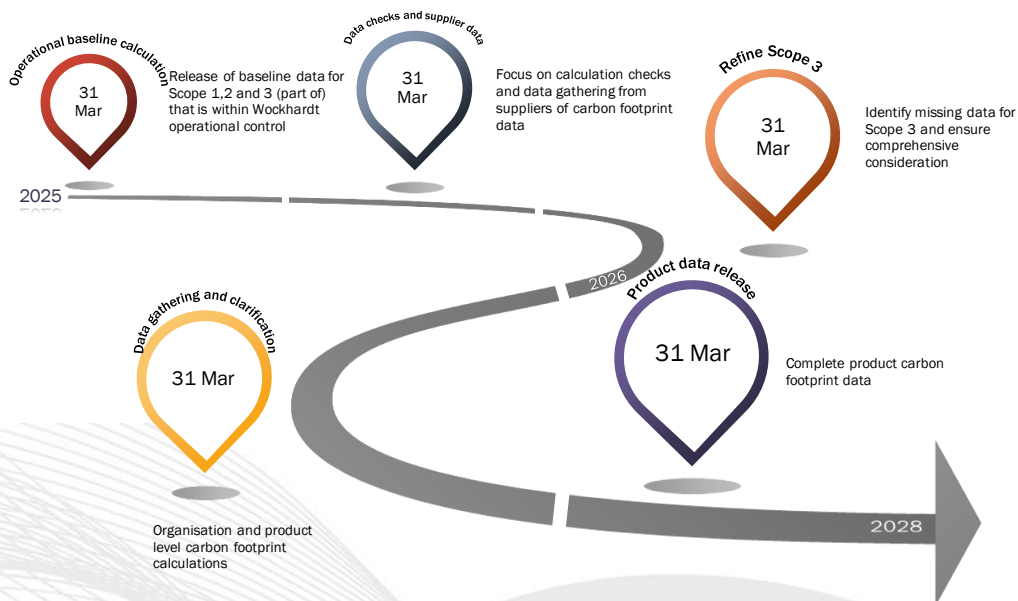 Operational baseline calculation
31
Mar
Release of baseline data for
Scope 1,2 and 3 (part of)
that is within Wockhardt
operational control
Data checks and supplier data
31
Mar
Focus on calculation checks
and data gathering from
suppliers of carbon footprint
data
Refine Scope 3
31
Mar
Identify missing data for
Scope 3 and ensure
comprehensive
consideration
2025
2026
Data gathering and clarification
31 Mar
Organisation and product
level carbon footprint
calculations
Product data release
31 Mar
Complete product carbon
footprint data
2028